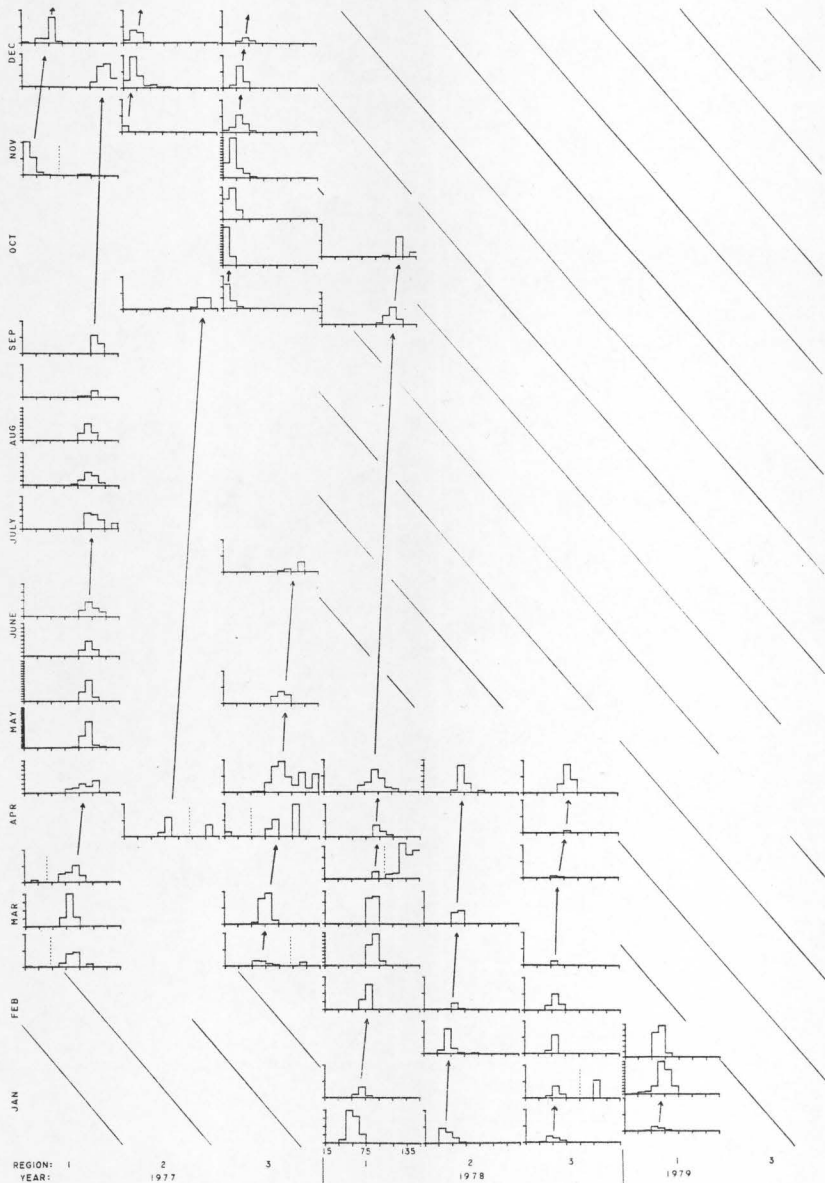 DEC
NOV
OCT
SEP
AUG
JULY
JUNE
MAY
APR
MAR
FEB
JAN
15 75 135
REGION: 1 2 3 1 2 3 1 3
YEAR: 1977 1978 1979